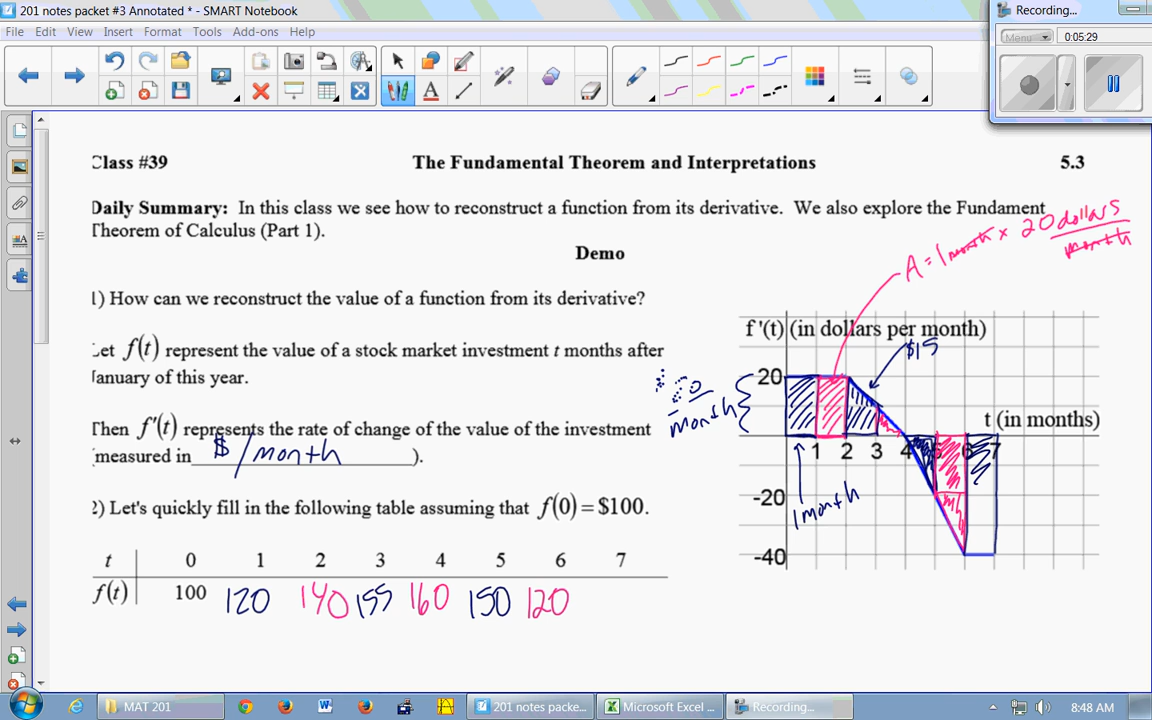 201 notes packet #3 Annotated * - SMART Notebook
Recording...
File Edit View Insert Format Tools Add-ons Help
Menu
0:05:29
Class #39 The Fundamental Theorem and Interpretations 5.3
Daily Summary: In this class we see how to reconstruct a function from its derivative. We also explore the Fundament
Theorem of Calculus (Part 1).
Demo
A = 1 month × 20 dollars
month
1) How can we reconstruct the value of a function from its derivative?
Let f(t) represent the value of a stock market investment t months after
January of this year.
Then f'(t) represents the rate of change of the value of the investment
measured in $/month ).
f '(t) (in dollars per month)
$15
20
month
t (in months)
1 2 3 4 5 6 7
-20
1 month
-40
2) Let's quickly fill in the following table assuming that f(0) = $100.
t 0 1 2 3 4 5 6 7
f(t) 100 120 140 155 160 150 120
MAT 201
201 notes packe...
Microsoft Excel ...
Recording...
8:48 AM